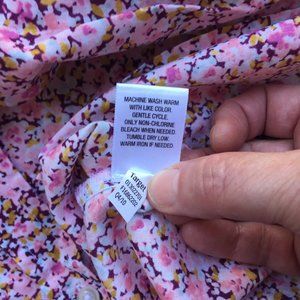 MACHINE WASH WARM
WITH LIKE COLOR.
GENTLE CYCLE.
ONLY NON-CHLORINE
BLEACH WHEN NEEDED.
TUMBLE DRY LOW.
WARM IRON IF NEEDED.
Target